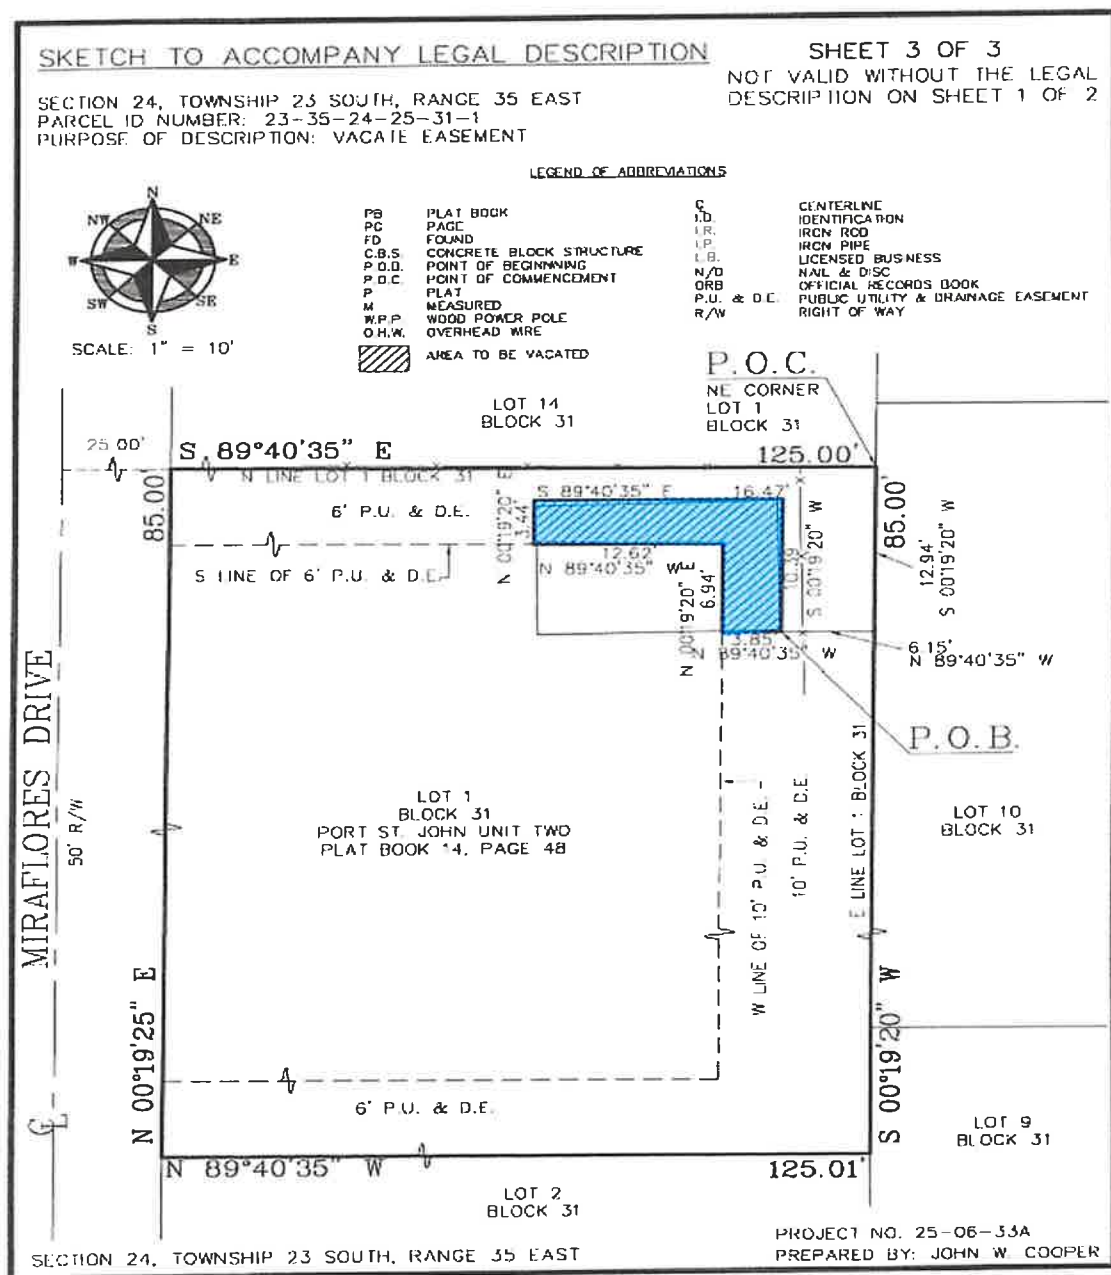 SKETCH TO ACCOMPANY LEGAL DESCRIPTION
SHEET 3 OF 3
NOT VALID WITHOUT THE LEGAL
DESCRIPTION ON SHEET 1 OF 2
SECTION 24, TOWNSHIP 23 SOUTH, RANGE 35 EAST
PARCEL ID NUMBER: 23-35-24-25-31-1
PURPOSE OF DESCRIPTION: VACATE EASEMENT
LEGEND OF ABBREVIATIONS
N
NE
E
SE
S
SW
W
NW
SCALE: 1" = 10'
PB PLAT BOOK
PG PAGE
FD FOUND
C.B.S. CONCRETE BLOCK STRUCTURE
P.O.B. POINT OF BEGINNNING
P.O.C. POINT OF COMMENCEMENT
P PLAT
M MEASURED
W.P.P WOOD POWER POLE
O.H.W. OVERHEAD WIRE
AREA TO BE VACATED
CL CENTERLINE
I.D. IDENTIFICATION
I.R. IRON ROD
I.P. IRON PIPE
L.B. LICENSED BUSINESS
N/D NAIL & DISC
ORB OFFICIAL RECORDS BOOK
P.U. & D.E. PUBLIC UTILITY & DRAINAGE EASEMENT
R/W RIGHT OF WAY
P.O.C.
NE CORNER
LOT 1
BLOCK 31
LOT 14
BLOCK 31
25.00'
S 89°40'35" E
125.00'
N LINE LOT 1 BLOCK 31
85.00'
6' P.U. & D.E.
N 00°19'20" E
3.44'
S 89°40'35" E
16.47'
S LINE OF 6' P.U. & D.E.
12.62'
N 89°40'35" W
N 00°19'20" E
6.94'
10.39
S 00°19'20" W
85.00'
12.94'
S 00°19'20" W
3.85'
N 89°40'35" W
6.15'
N 89°40'35" W
P.O.B.
MIRAFLORES DRIVE
50' R/W
LOT 1
BLOCK 31
PORT ST. JOHN UNIT TWO
PLAT BOOK 14, PAGE 48
W LINE OF 10' P.U. & D.E.
10' P.U. & D.E.
E LINE LOT 1 BLOCK 31
LOT 10
BLOCK 31
N 00°19'25" E
S 00°19'20" W
6' P.U. & D.E.
CL
LOT 9
BLOCK 31
N 89°40'35" W
125.01'
LOT 2
BLOCK 31
PROJECT NO. 25-06-33A
SECTION 24, TOWNSHIP 23 SOUTH, RANGE 35 EAST
PREPARED BY: JOHN W. COOPER